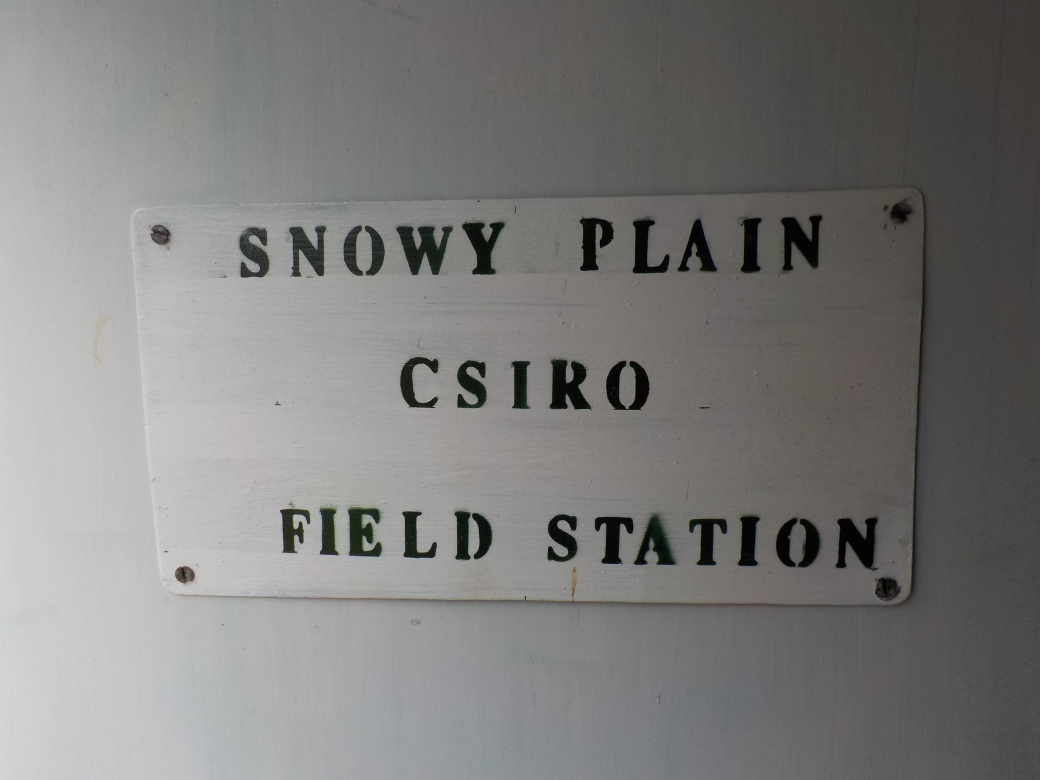 SNOWY PLAIN
CSIRO
FIELD STATION